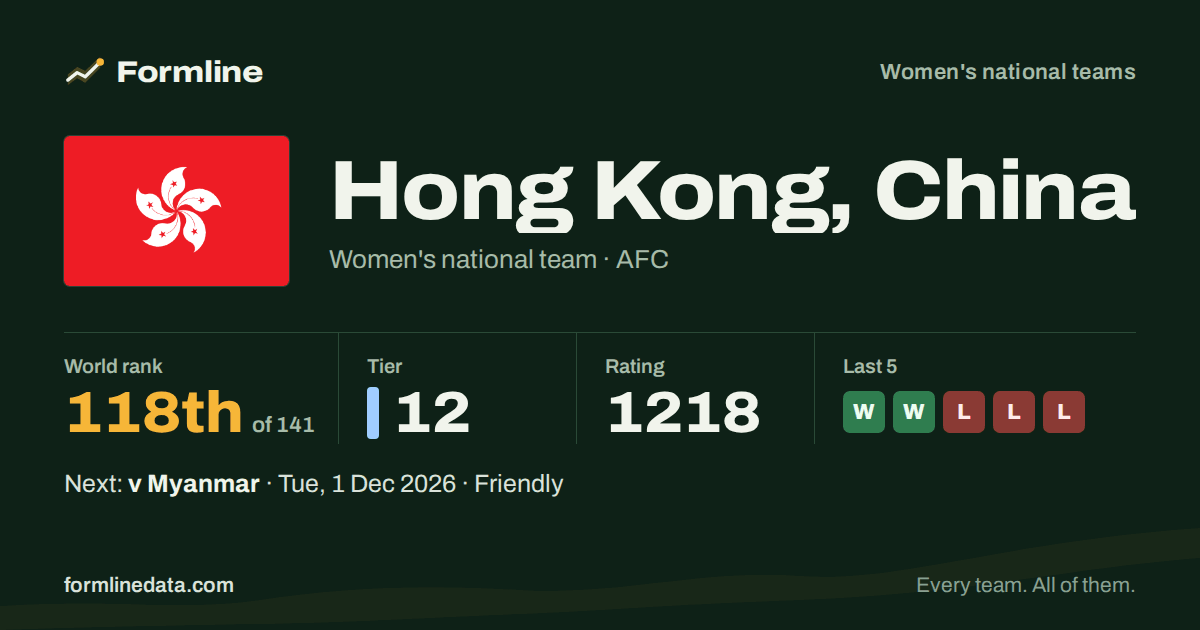 Formline
Women's national teams
Hong Kong, China
Women's national team · AFC
World rank
118th of 141
Tier
12
Rating
1218
Last 5
W W L L L
Next: v Myanmar · Tue, 1 Dec 2026 · Friendly
formlinedata.com
Every team. All of them.